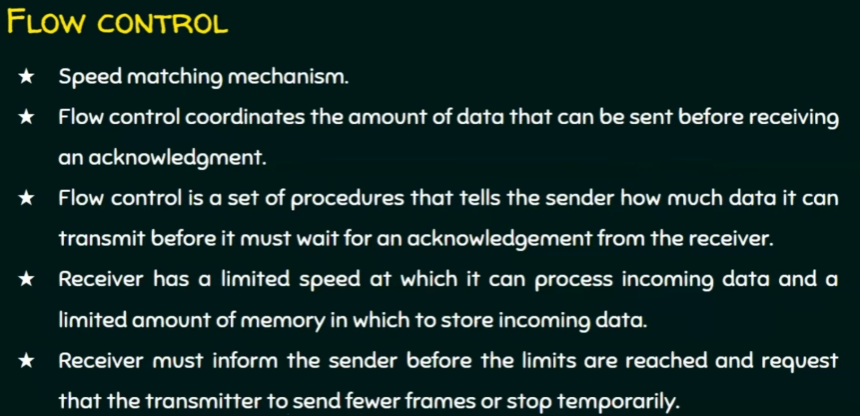 FLOW CONTROL
★ Speed matching mechanism.
★ Flow control coordinates the amount of data that can be sent before receiving
an acknowledgment.
★ Flow control is a set of procedures that tells the sender how much data it can
transmit before it must wait for an acknowledgement from the receiver.
★ Receiver has a limited speed at which it can process incoming data and a
limited amount of memory in which to store incoming data.
★ Receiver must inform the sender before the limits are reached and request
that the transmitter to send fewer frames or stop temporarily.